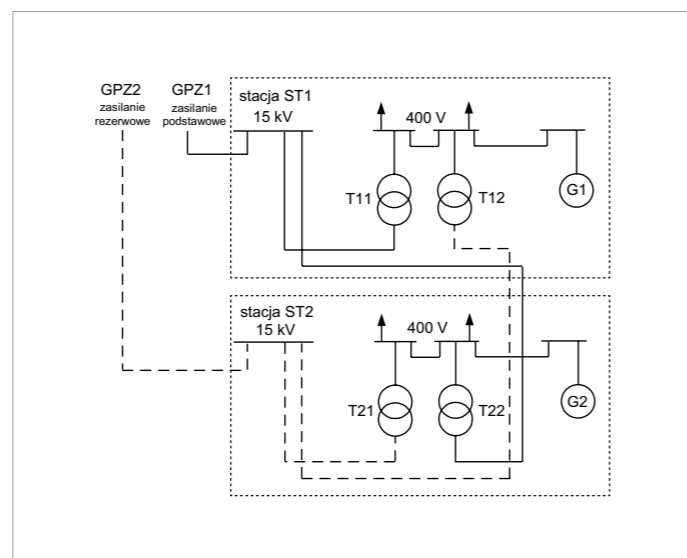 GPZ2
zasilanie
rezerwowe
GPZ1
zasilanie
podstawowe
stacja ST1
15 kV
400 V
T11
T12
G1
stacja ST2
15 kV
400 V
T21
T22
G2